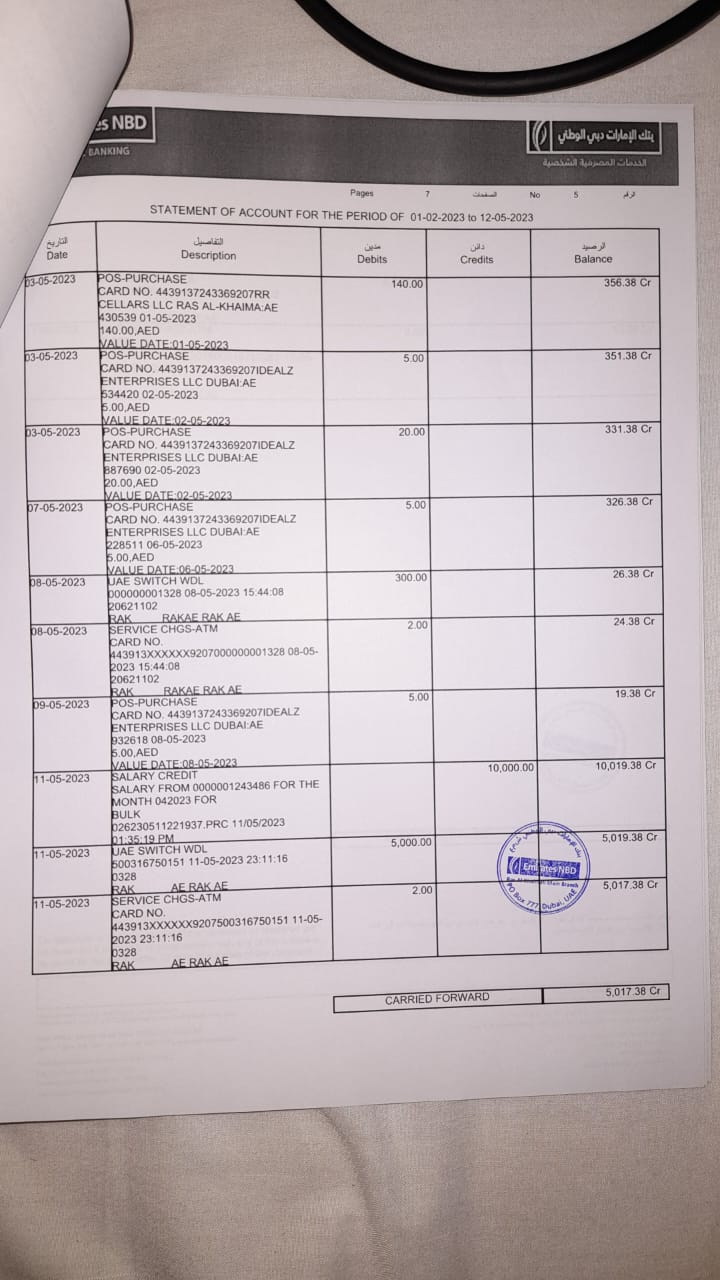 es NBD
BANKING
بنك الإمارات دبي الوطني
الخدمات المصرفية الشخصية
Pages 7 الصفحات No 5 الرقم
STATEMENT OF ACCOUNT FOR THE PERIOD OF 01-02-2023 to 12-05-2023
التاريخ التفاصيل مدين دائن الرصيد
Date Description Debits Credits Balance
03-05-2023 POS-PURCHASE 140.00 356.38 Cr
CARD NO. 4439137243369207RR
CELLARS LLC RAS AL-KHAIMA:AE
430539 01-05-2023
140.00,AED
VALUE DATE:01-05-2023
03-05-2023 POS-PURCHASE 5.00 351.38 Cr
CARD NO. 4439137243369207IDEALZ
ENTERPRISES LLC DUBAI:AE
534420 02-05-2023
5.00,AED
VALUE DATE:02-05-2023
03-05-2023 POS-PURCHASE 20.00 331.38 Cr
CARD NO. 4439137243369207IDEALZ
ENTERPRISES LLC DUBAI:AE
887690 02-05-2023
20.00,AED
VALUE DATE:02-05-2023
07-05-2023 POS-PURCHASE 5.00 326.38 Cr
CARD NO. 4439137243369207IDEALZ
ENTERPRISES LLC DUBAI:AE
228511 06-05-2023
5.00,AED
VALUE DATE:06-05-2023
08-05-2023 UAE SWITCH WDL 300.00 26.38 Cr
000000001328 08-05-2023 15:44:08
20621102
RAK RAKAE RAK AE
08-05-2023 SERVICE CHGS-ATM 2.00 24.38 Cr
CARD NO.
443913XXXXXX9207000000001328 08-05-
2023 15:44:08
20621102
RAK RAKAE RAK AE
09-05-2023 POS-PURCHASE 5.00 19.38 Cr
CARD NO. 4439137243369207IDEALZ
ENTERPRISES LLC DUBAI:AE
932618 08-05-2023
5.00,AED
VALUE DATE:08-05-2023
11-05-2023 SALARY CREDIT 10,000.00 10,019.38 Cr
SALARY FROM 0000001243486 FOR THE
MONTH 042023 FOR
BULK
026230511221937.PRC 11/05/2023
01:35:19 PM
11-05-2023 UAE SWITCH WDL 5,000.00 5,019.38 Cr
500316750151 11-05-2023 23:11:16
0328
RAK AE RAK AE
11-05-2023 SERVICE CHGS-ATM 2.00 5,017.38 Cr
CARD NO.
443913XXXXXX9207500316750151 11-05-
2023 23:11:16
0328
RAK AE RAK AE
Emirates NBD
Main Branch
PO Box 777, Dubai, UAE
CARRIED FORWARD 5,017.38 Cr